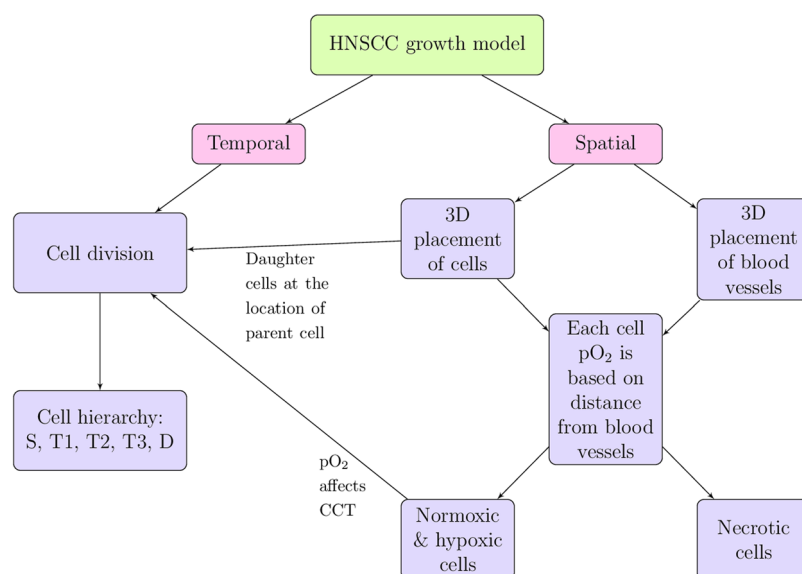 HNSCC growth model
Temporal
Spatial
Cell division
3D
placement
of cells
3D
placement
of blood
vessels
Daughter
cells at the
location of
parent cell
Each cell
pO₂ is
based on
distance
from blood
vessels
Cell hierarchy:
S, T1, T2, T3, D
pO₂
affects
CCT
Normoxic
& hypoxic
cells
Necrotic
cells